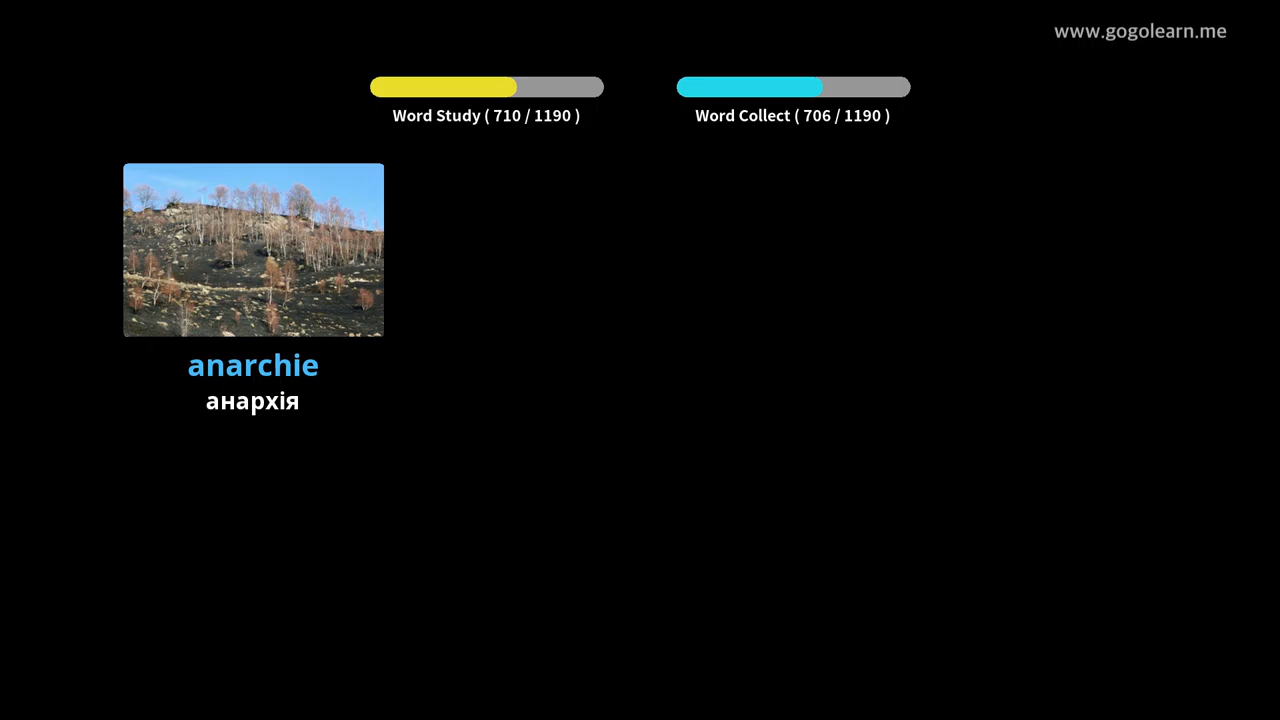 www.gogolearn.me
Word Study ( 710 / 1190 )
Word Collect ( 706 / 1190 )
anarchie
анархія